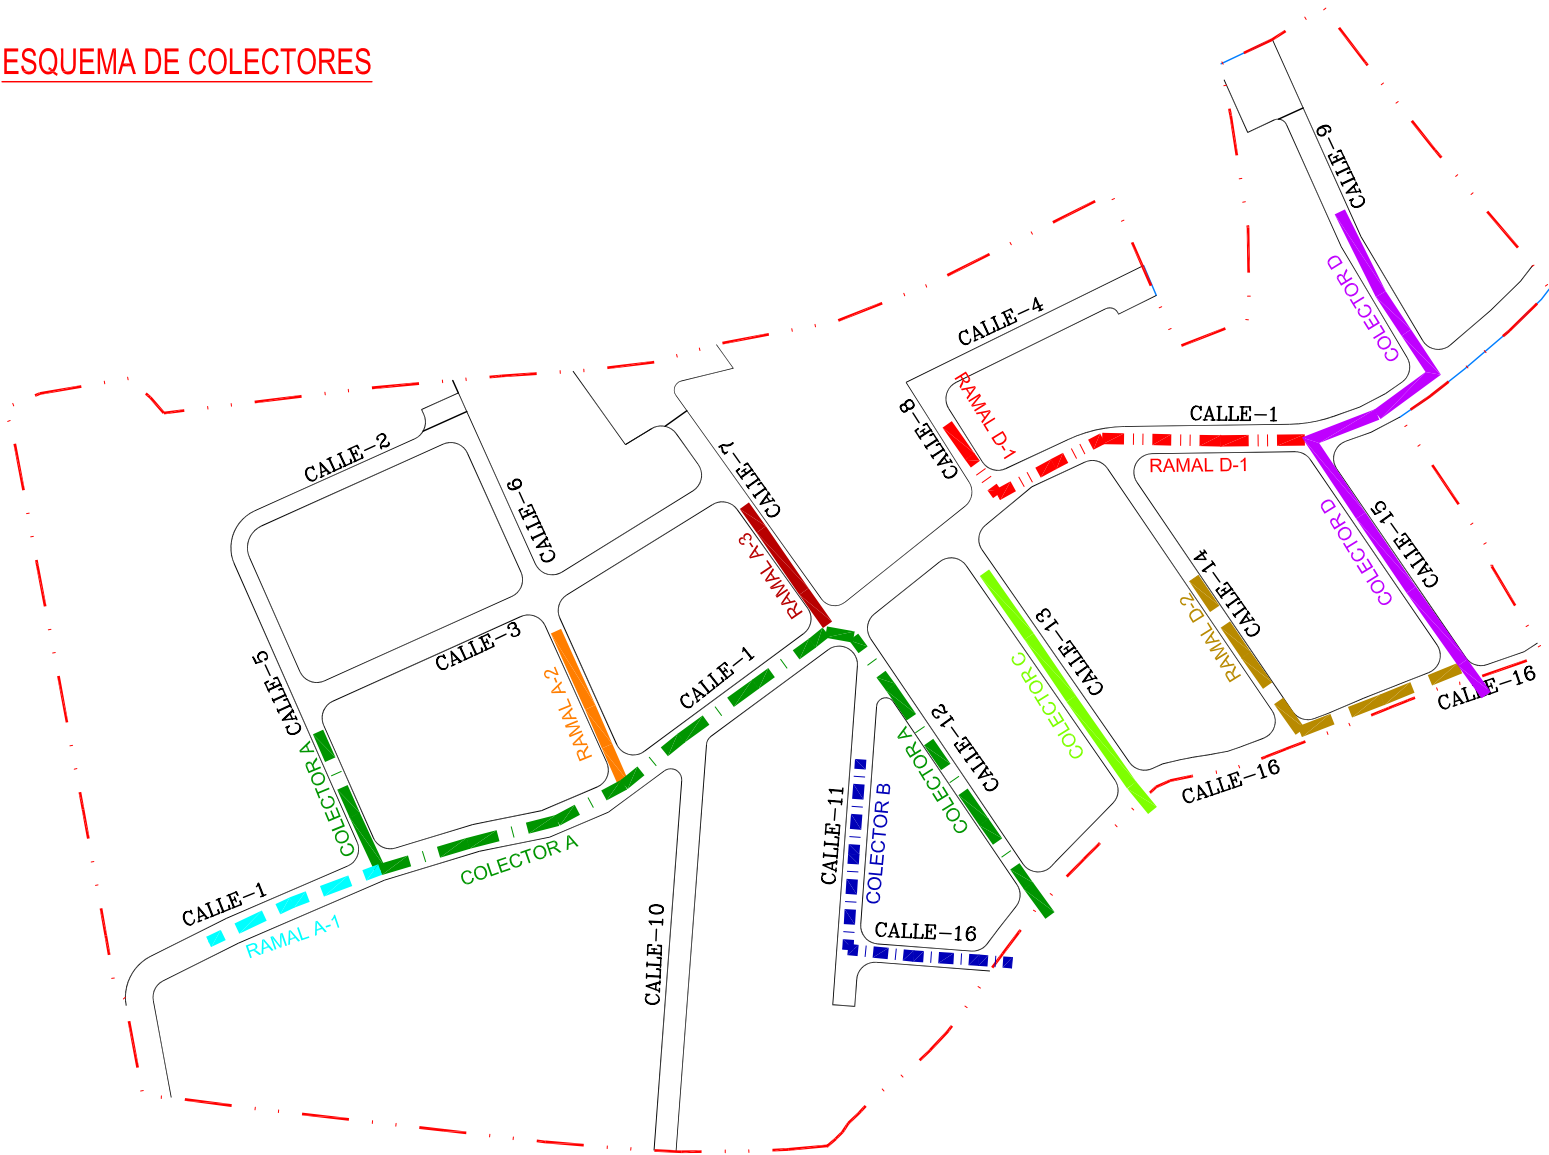 ESQUEMA DE COLECTORES
CALLE-9
COLECTOR D
CALLE-4
RAMAL D-1
CALLE-8
CALLE-1
RAMAL D-1
CALLE-2
CALLE-7
CALLE-6
RAMAL A-3
COLECTOR D
CALLE-15
CALLE-14
RAMAL D-2
CALLE-13
COLECTOR C
CALLE-3
CALLE-5
CALLE-1
RAMAL A-2
CALLE-16
CALLE-16
CALLE-12
COLECTOR A
COLECTOR A
COLECTOR A
CALLE-11
COLECTOR B
CALLE-1
RAMAL A-1
CALLE-10
CALLE-16